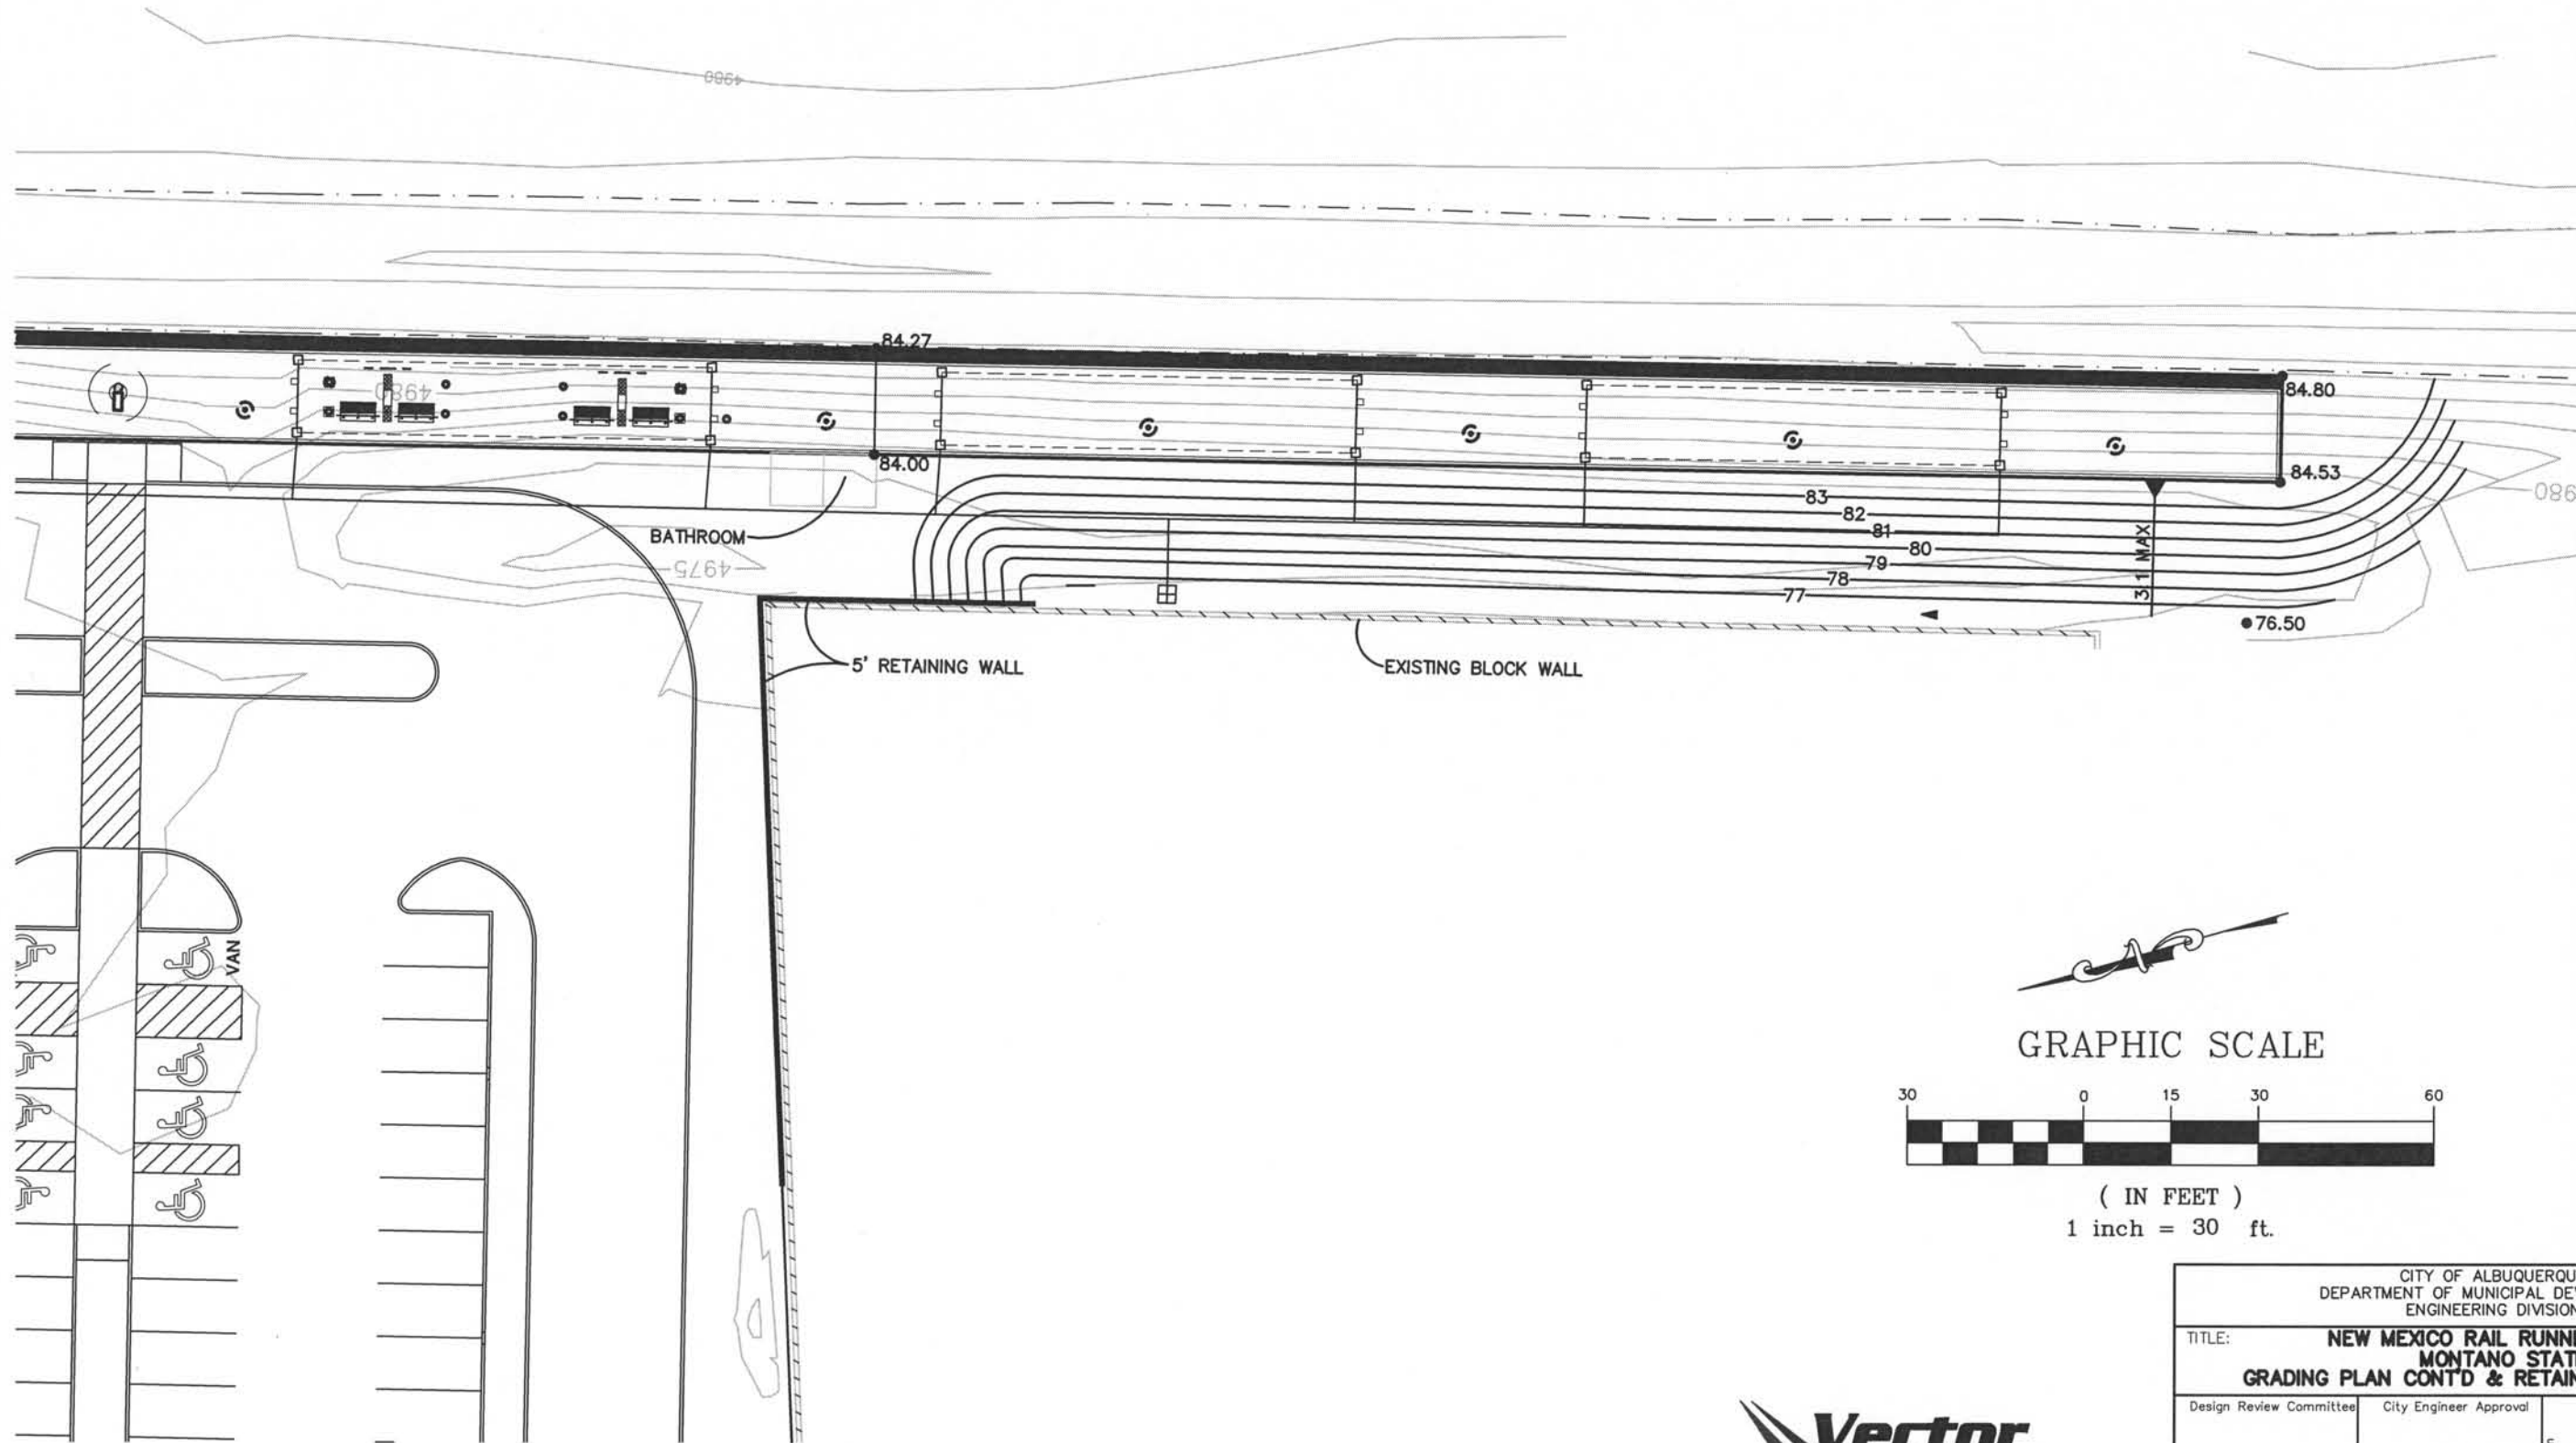 4980
84.27
84.80
4980
84.00
84.53
83
4980
82
81
BATHROOM
80
79
4975
78
3:1 MAX
77
76.50
5' RETAINING WALL
EXISTING BLOCK WALL
VAN
GRAPHIC SCALE
30 0 15 30 60
( IN FEET )
1 inch = 30 ft.
CITY OF ALBUQUERQU
DEPARTMENT OF MUNICIPAL DE
ENGINEERING DIVISION
TITLE: NEW MEXICO RAIL RUNN
MONTANO STAT
GRADING PLAN CONT'D & RETAIN
Design Review Committee City Engineer Approval
Vector